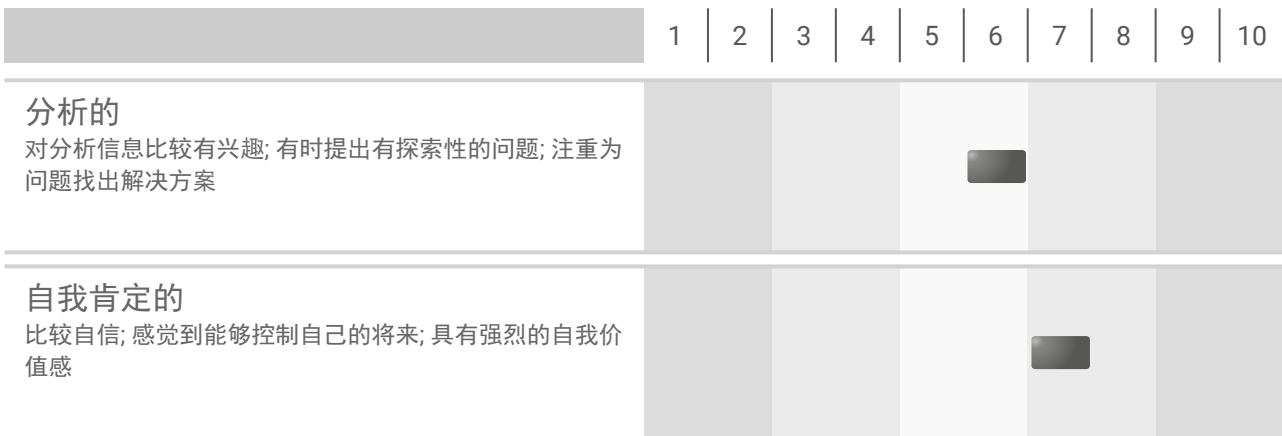 1 2 3 4 5 6 7 8 9 10
分析的
对分析信息比较有兴趣; 有时提出有探索性的问题; 注重为
问题找出解决方案
自我肯定的
比较自信; 感觉到能够控制自己的将来; 具有强烈的自我价
值感